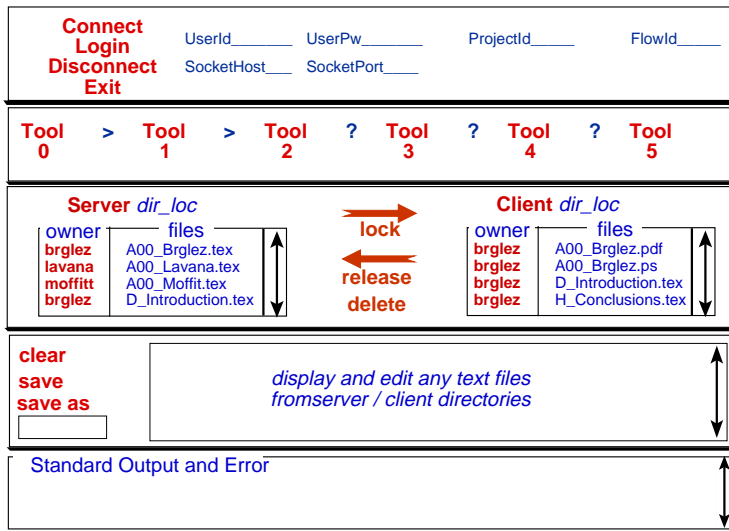 Connect
Login UserId_______ UserPw_______ ProjectId_____ FlowId_____
Disconnect SocketHost___ SocketPort____
Exit
Tool > Tool > Tool ? Tool ? Tool ? Tool
0 1 2 3 4 5
Server dir_loc
owner files
brglez A00_Brglez.tex
lavana A00_Lavana.tex
moffitt A00_Moffit.tex
brglez D_Introduction.tex
lock
release
delete
Client dir_loc
owner files
brglez A00_Brglez.pdf
brglez A00_Brglez.ps
brglez D_Introduction.tex
brglez H_Conclusions.tex
clear
save
save as
display and edit any text files
fromserver / client directories
Standard Output and Error